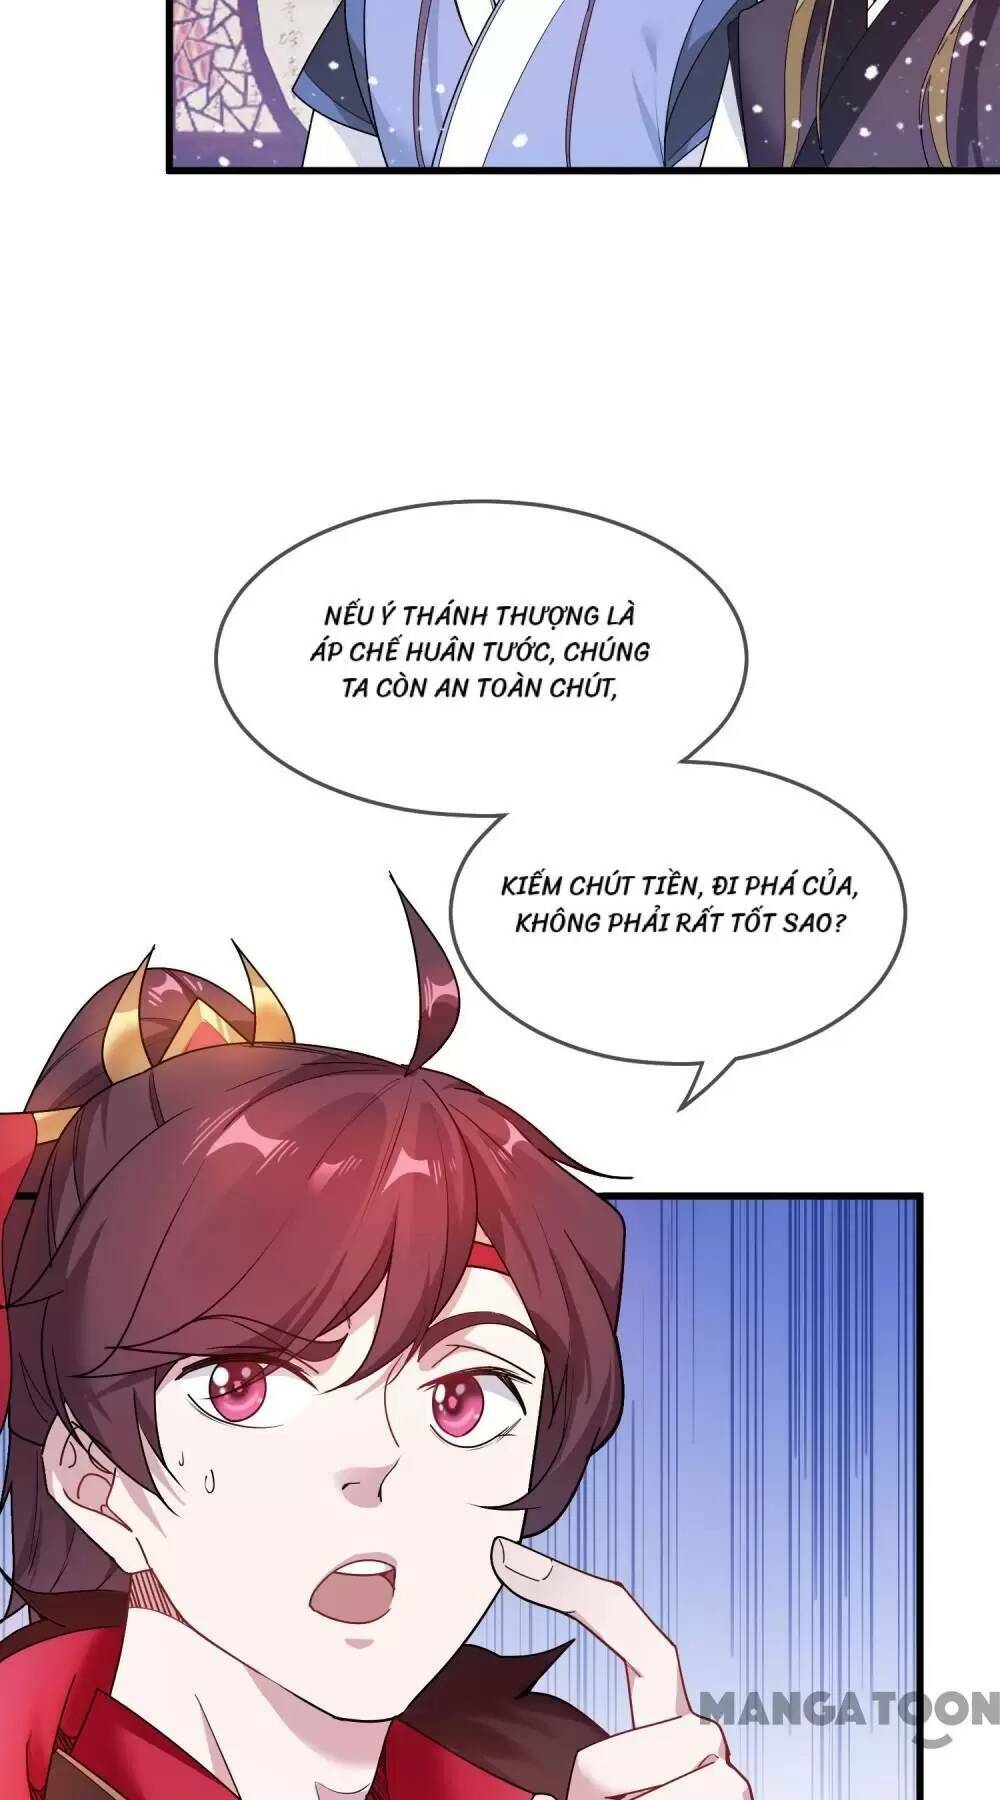 NẾU Ý THÁNH THƯỢNG LÀ
ÁP CHẾ HUÂN TƯỚC, CHÚNG
TA CÒN AN TOÀN CHÚT,
KIẾM CHÚT TIỀN, ĐI PHÁ CỦA,
KHÔNG PHẢI RẤT TỐT SAO?
MANGATOON